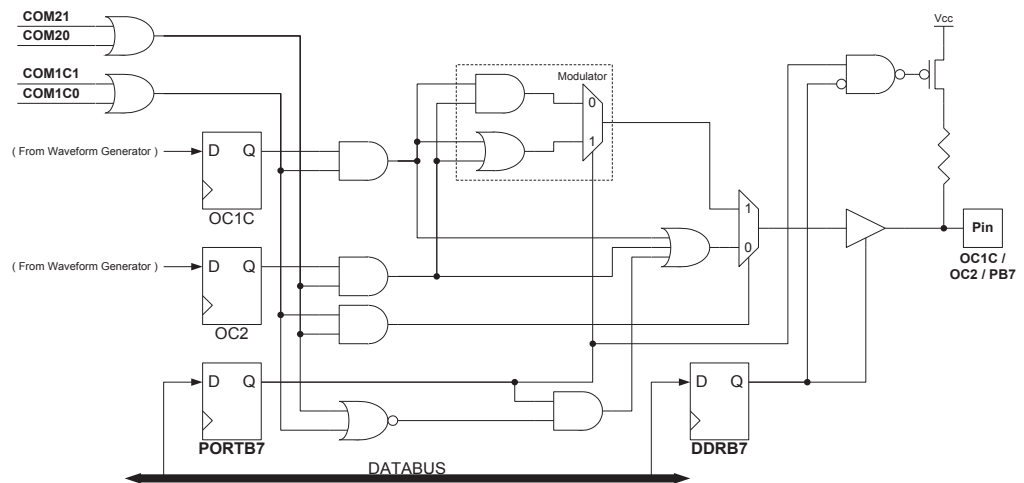 COM21
COM20
COM1C1
COM1C0
Vcc
Modulator
0
1
( From Waveform Generator )
D Q
OC1C
1
0
Pin
OC1C /
OC2 / PB7
( From Waveform Generator )
D Q
OC2
D Q
PORTB7
D Q
DDRB7
DATABUS